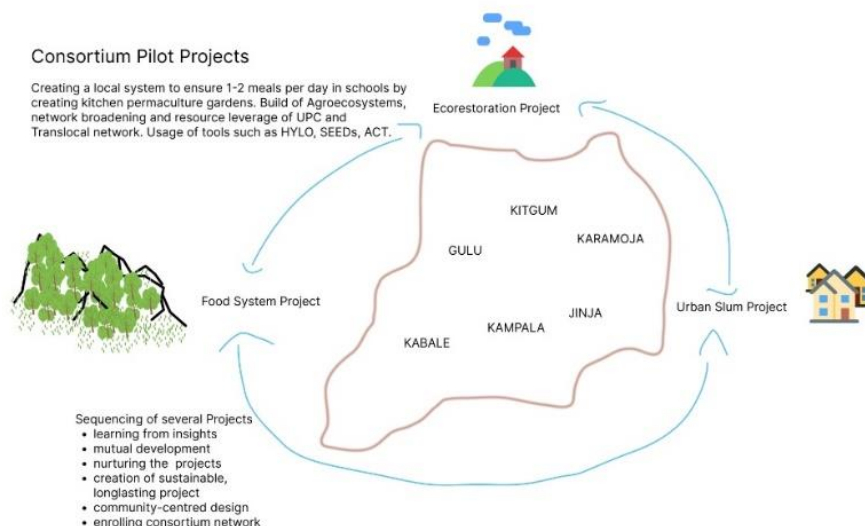 Consortium Pilot Projects
Creating a local system to ensure 1-2 meals per day in schools by
creating kitchen permaculture gardens. Build of Agroecosystems,
network broadening and resource leverage of UPC and
Translocal network. Usage of tools such as HYLO, SEEDs, ACT.
Ecorestoration Project
KITGUM
GULU
KARAMOJA
Food System Project
Urban Slum Project
JINJA
KAMPALA
KABALE
Sequencing of several Projects
• learning from insights
• mutual development
• nurturing the projects
• creation of sustainable,
longlasting project
• community-centred design
• enrolling consortium network